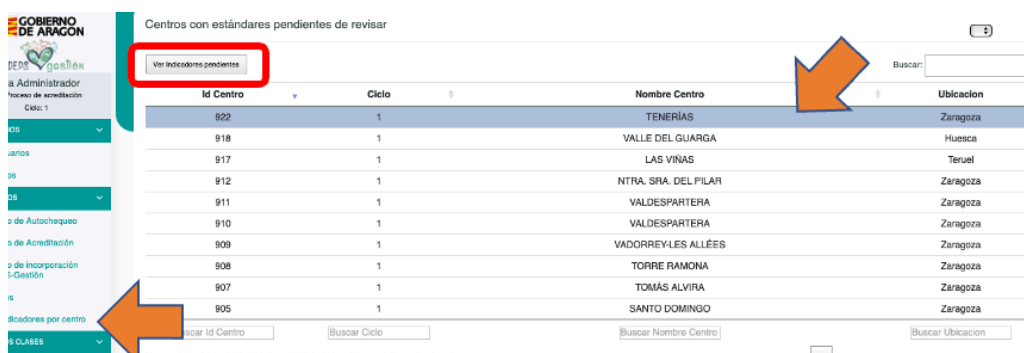 GOBIERNO
DE ARAGON
DEPS gestión
a Administrador
Proceso de acreditación
Ciclo: 1
Centros con estándares pendientes de revisar
Ver Indicadores pendientes
Buscar:
Id Centro Ciclo Nombre Centro Ubicacion
922 1 TENERÍAS Zaragoza
918 1 VALLE DEL GUARGA Huesca
917 1 LAS VIÑAS Teruel
912 1 NTRA. SRA. DEL PILAR Zaragoza
911 1 VALDESPARTERA Zaragoza
910 1 VALDESPARTERA Zaragoza
909 1 VADORREY-LES ALLÉES Zaragoza
908 1 TORRE RAMONA Zaragoza
907 1 TOMÁS ALVIRA Zaragoza
905 1 SANTO DOMINGO Zaragoza
scar Id Centro Buscar Ciclo Buscar Nombre Centro Buscar Ubicacion
IOS
uarios
os
OS
o de Autochequeo
o de Acreditación
o de incorporación
S-Gestión
s
dicadores por centro
S CLASES